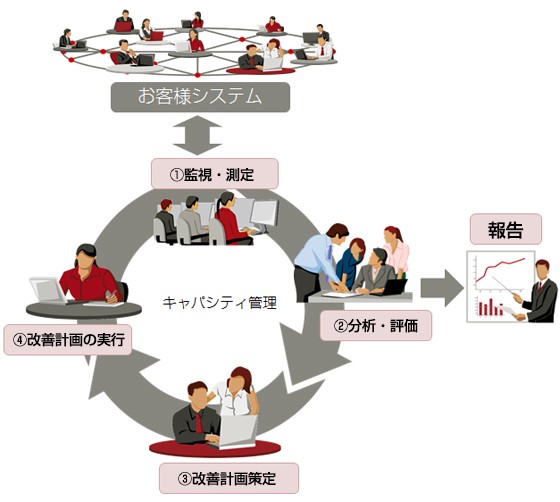 お客様システム
①監視・測定
報告
キャパシティ管理
②分析・評価
④改善計画の実行
③改善計画策定